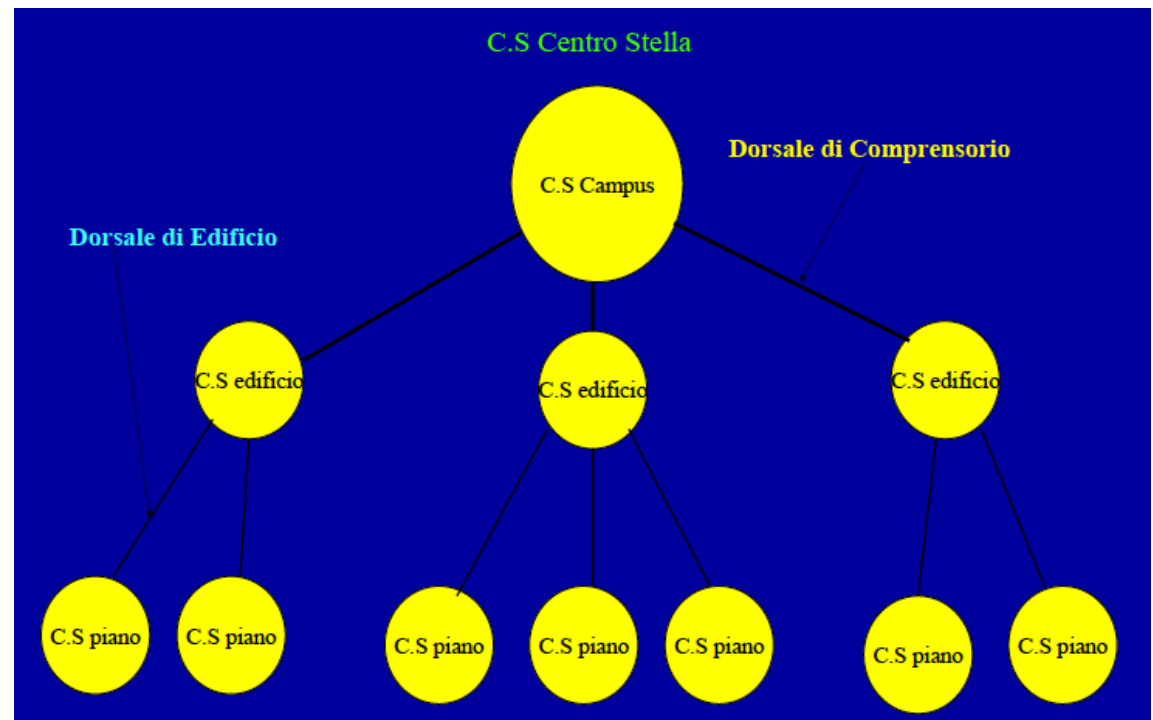 C.S Centro Stella
Dorsale di Comprensorio
C.S Campus
Dorsale di Edificio
C.S edificio
C.S edificio
C.S edificio
C.S piano
C.S piano
C.S piano
C.S piano
C.S piano
C.S piano
C.S piano